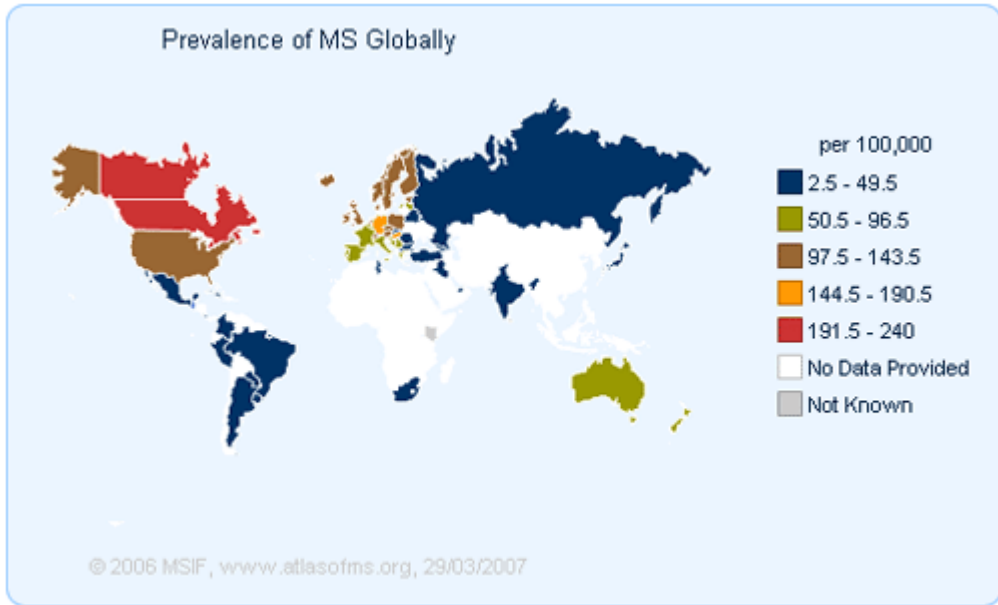 Prevalence of MS Globally
per 100,000
2.5 - 49.5
50.5 - 96.5
97.5 - 143.5
144.5 - 190.5
191.5 - 240
No Data Provided
Not Known
© 2006 MSIF, www.atlasofms.org, 29/03/2007